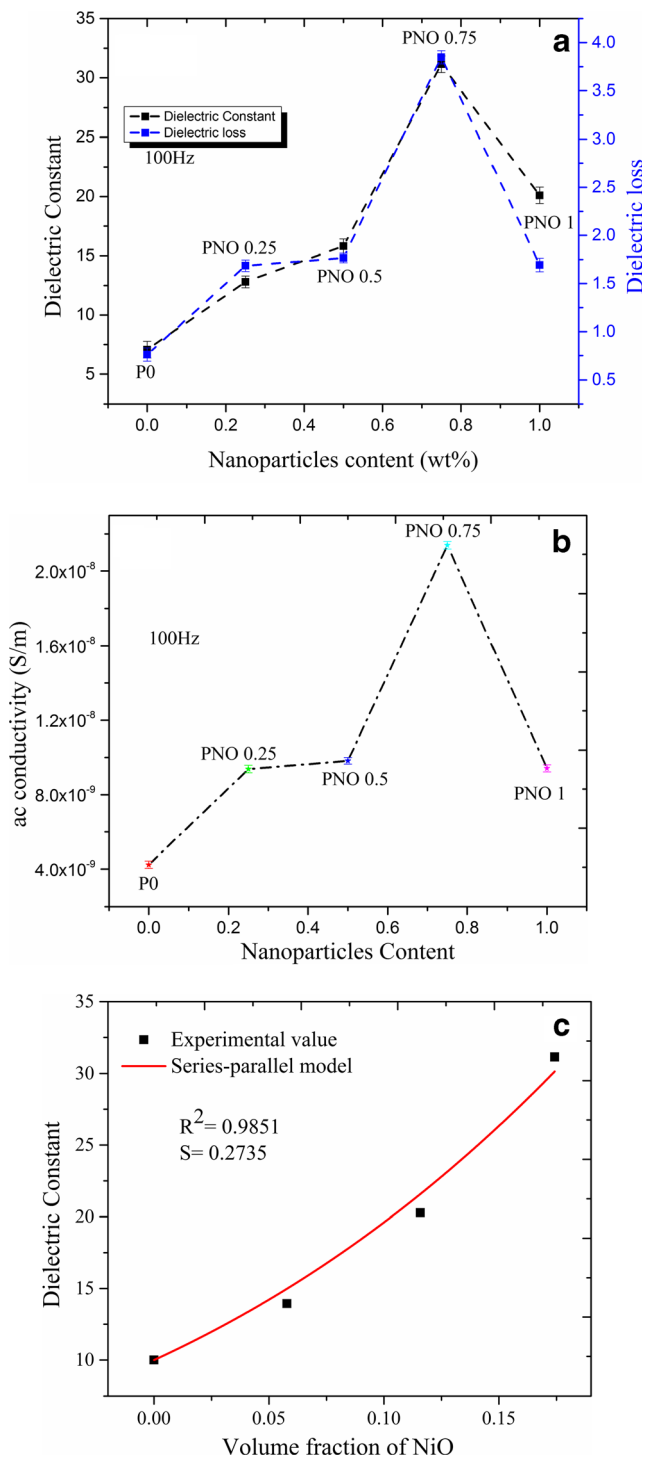 a
35
30
25
20
15
10
5
Dielectric Constant
4.0
3.5
3.0
2.5
2.0
1.5
1.0
0.5
Dielectric loss
Dielectric Constant
Dielectric loss
100Hz
P0
PNO 0.25
PNO 0.5
PNO 0.75
PNO 1
0.0 0.2 0.4 0.6 0.8 1.0
Nanoparticles content (wt%)
b
2.0x10⁻⁸
1.6x10⁻⁸
1.2x10⁻⁸
8.0x10⁻⁹
4.0x10⁻⁹
ac conductivity (S/m)
100Hz
P0
PNO 0.25
PNO 0.5
PNO 0.75
PNO 1
0.0 0.2 0.4 0.6 0.8 1.0
Nanoparticles Content
c
35
30
25
20
15
10
Dielectric Constant
Experimental value
Series-parallel model
R²= 0.9851
S= 0.2735
0.00 0.05 0.10 0.15
Volume fraction of NiO